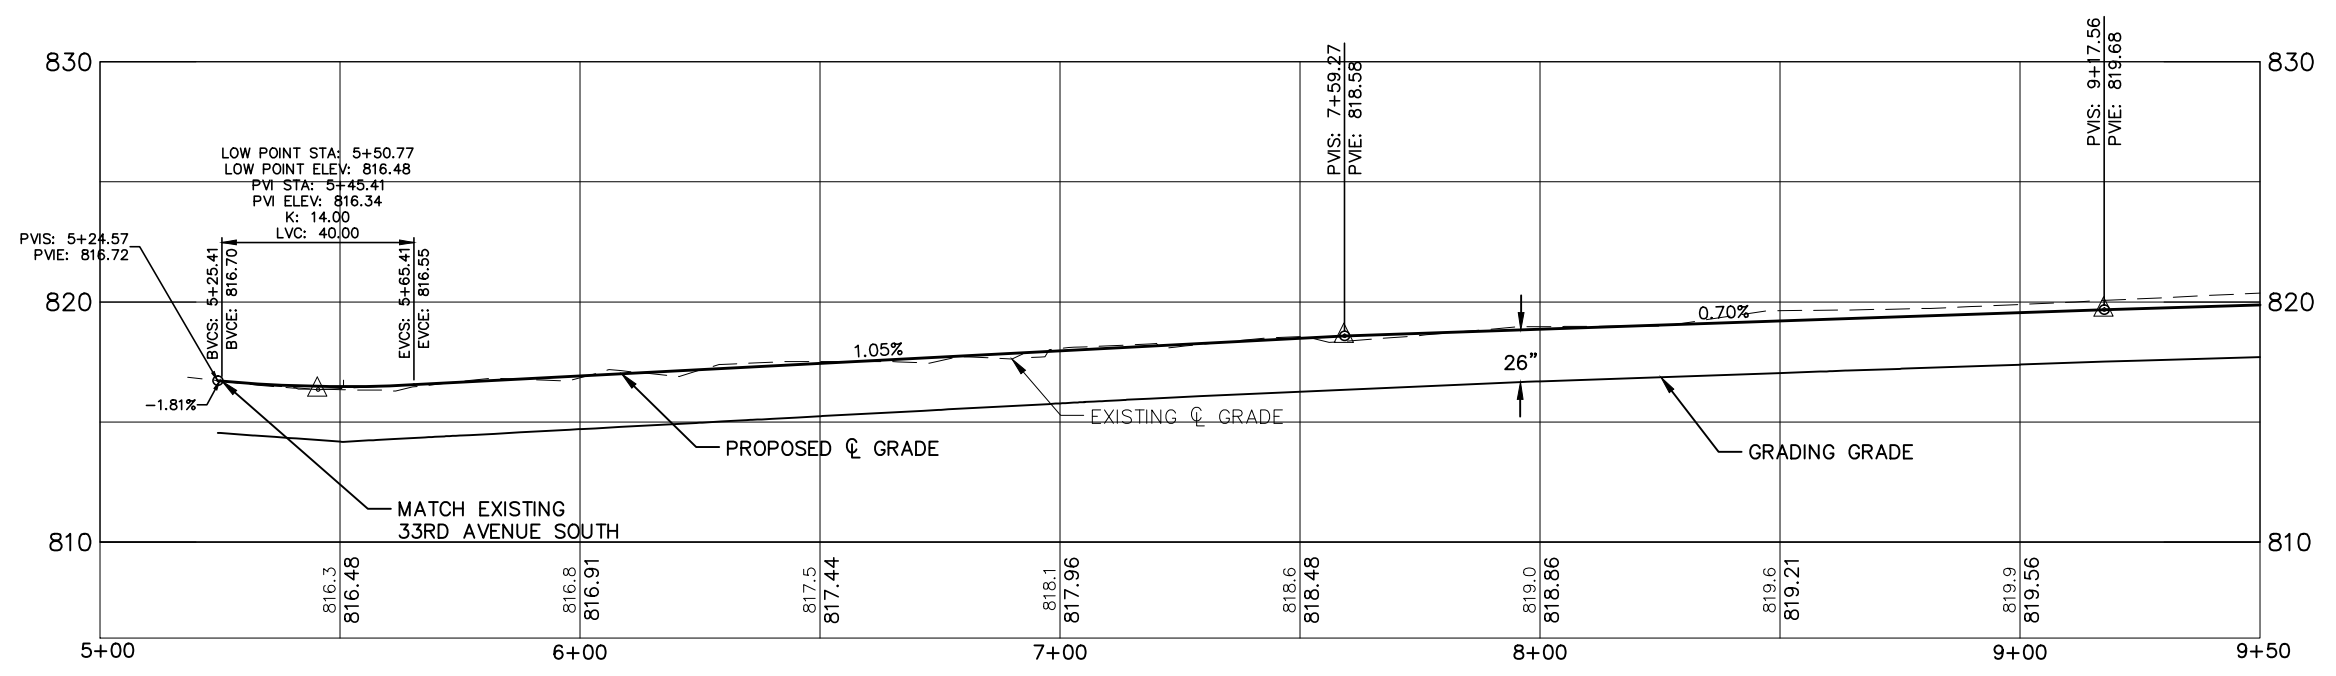 PVIS: 7+59.27
PVIE: 818.58
PVIS: 9+17.56
PVIE: 819.68
830
830
LOW POINT STA: 5+50.77
LOW POINT ELEV: 816.48
PVI STA: 5+45.41
PVI ELEV: 816.34
K: 14.00
LVC: 40.00
PVIS: 5+24.57
PVIE: 816.72
BVCS: 5+25.41
BVCE: 816.70
EVCS: 5+65.41
EVCE: 816.55
820
820
0.70%
1.05%
26"
-1.81%
EXISTING ℄ GRADE
PROPOSED ℄ GRADE
GRADING GRADE
MATCH EXISTING
33RD AVENUE SOUTH
810
810
816.3
816.48
816.8
816.91
817.5
817.44
818.1
817.96
818.6
818.48
819.0
818.86
819.6
819.21
819.9
819.56
5+00
6+00
7+00
8+00
9+00
9+50